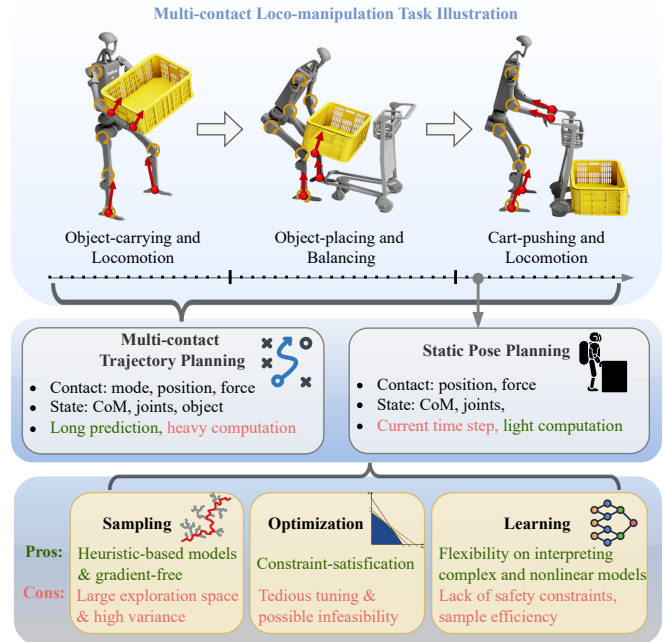 Multi-contact Loco-manipulation Task Illustration
Object-carrying and
Locomotion
Object-placing and
Balancing
Cart-pushing and
Locomotion
Multi-contact
Trajectory Planning
• Contact: mode, position, force
• State: CoM, joints, object
• Long prediction, heavy computation
Static Pose Planning
• Contact: position, force
• State: CoM, joints,
• Current time step, light computation
Pros:
Cons:
Sampling
Heuristic-based models
& gradient-free
Large exploration space
& high variance
Optimization
Constraint-satisfication
Tedious tuning &
possible infeasibility
Learning
Flexibility on interpreting
complex and nonlinear models
Lack of safety constraints,
sample efficiency